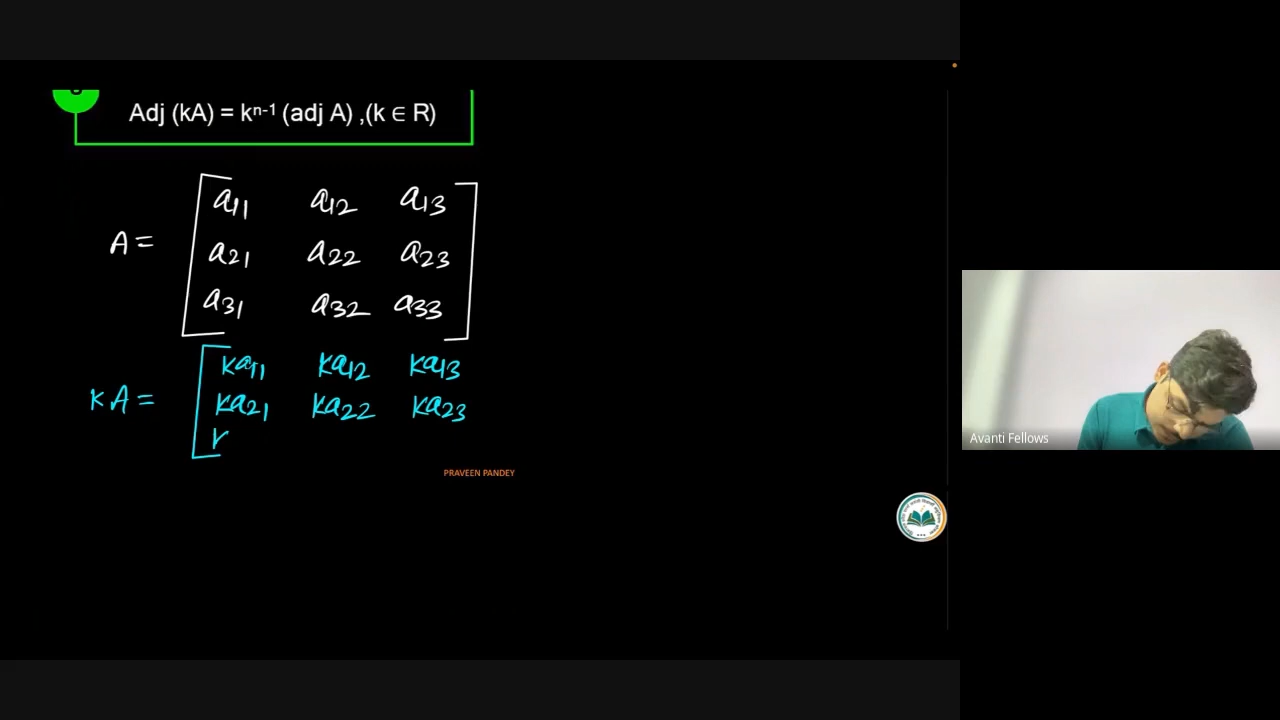 Adj (kA) = kⁿ⁻¹ (adj A) ,(k ∈ R)
A = [ a11 a12 a13
a21 a22 a23
a31 a32 a33 ]
kA = [ ka11 ka12 ka13
ka21 ka22 ka23
PRAVEEN PANDEY
Avanti Fellows